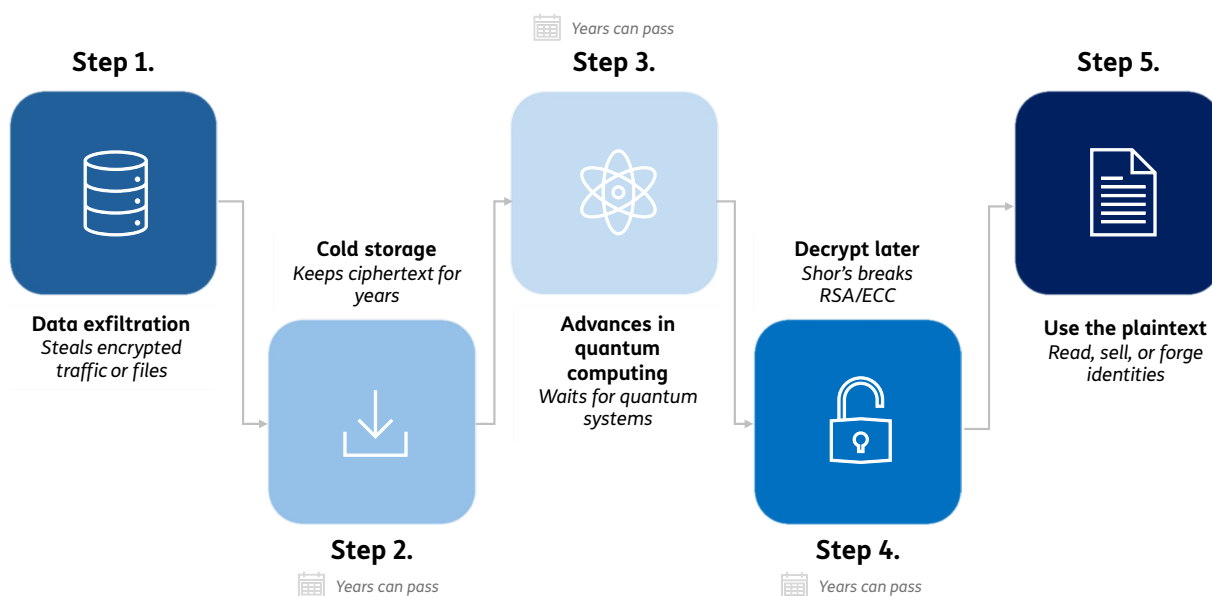 Step 1.
Data exfiltration
Steals encrypted
traffic or files
Cold storage
Keeps ciphertext for
years
Step 2.
Years can pass
Years can pass
Step 3.
Advances in
quantum
computing
Waits for quantum
systems
Decrypt later
Shor’s breaks
RSA/ECC
Step 4.
Years can pass
Step 5.
Use the plaintext
Read, sell, or forge
identities